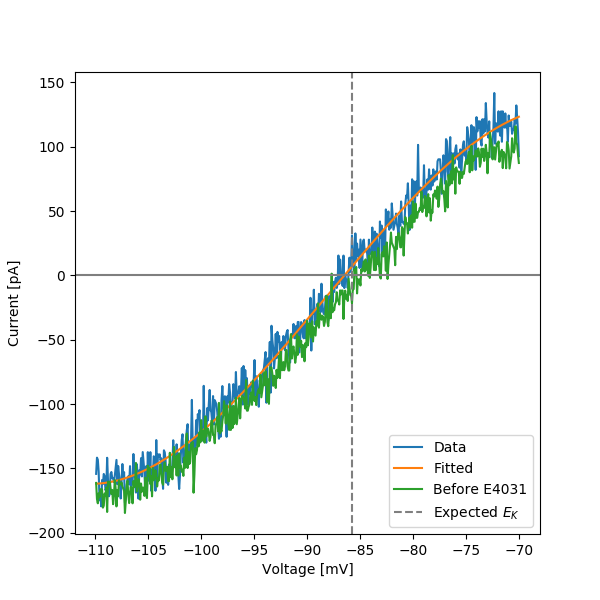 150
100
50
0
−50
−100
−150
−200
Current [pA]
−110 −105 −100 −95 −90 −85 −80 −75 −70
Voltage [mV]
Data
Fitted
Before E4031
Expected E_K